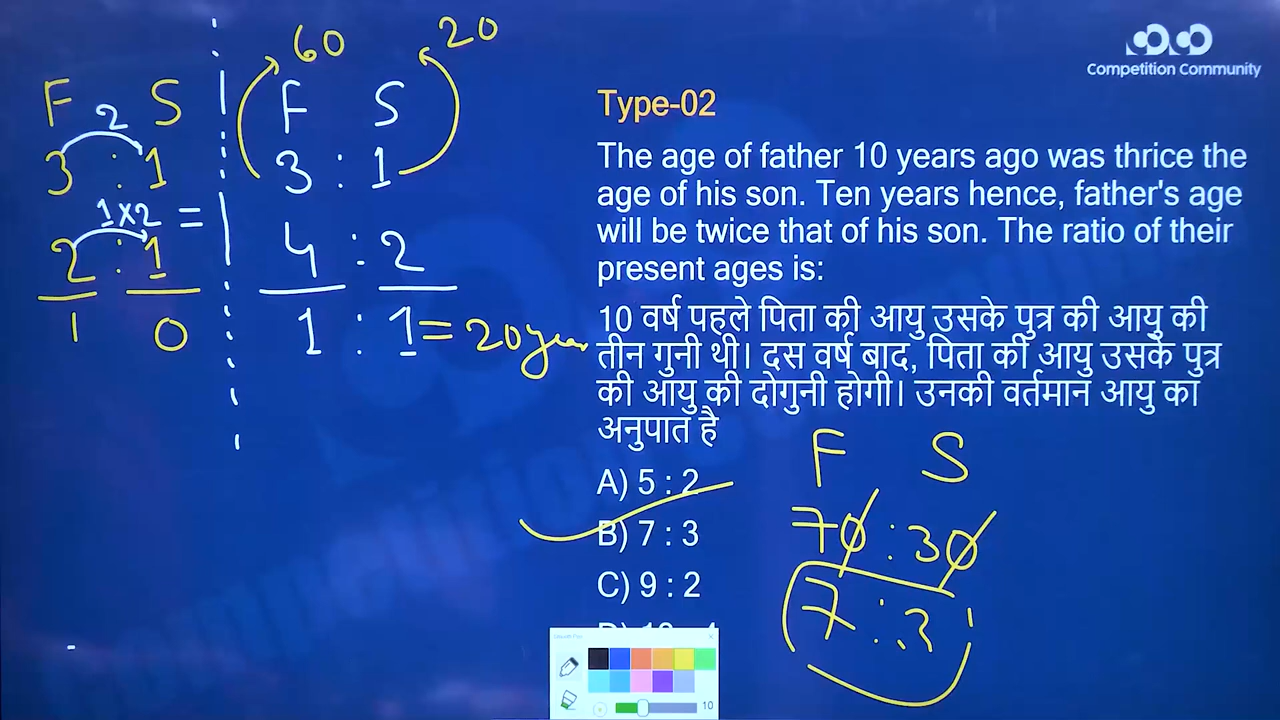 60
20
F 2 S
3 : 1
1x2 =
2 : 1
1 0
F S
3 : 1
4 : 2
1 : 1 = 20 year
Competition Community
Type-02
The age of father 10 years ago was thrice the
age of his son. Ten years hence, father's age
will be twice that of his son. The ratio of their
present ages is:
10 वर्ष पहले पिता की आयु उसके पुत्र की आयु की
तीन गुनी थी। दस वर्ष बाद, पिता की आयु उसके पुत्र
की आयु की दोगुनी होगी। उनकी वर्तमान आयु का
अनुपात है
A) 5 : 2
B) 7 : 3
C) 9 : 2
F S
70 : 30
7 : 3
10